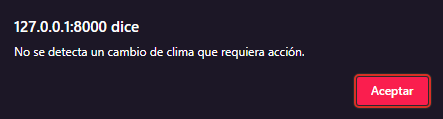 127.0.0.1:8000 dice
No se detecta un cambio de clima que requiera acción.
Aceptar